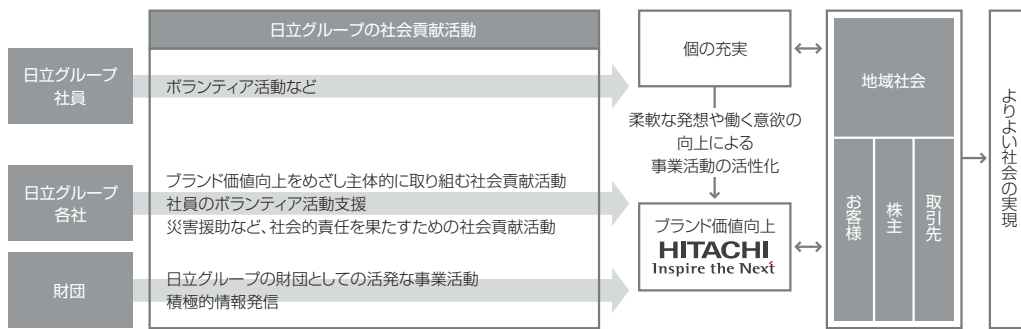 日立グループの社会貢献活動
日立グループ
社員
ボランティア活動など
日立グループ
各社
ブランド価値向上をめざし主体的に取り組む社会貢献活動
社員のボランティア活動支援
災害援助など、社会的責任を果たすための社会貢献活動
財団
日立グループの財団としての活発な事業活動
積極的情報発信
個の充実
柔軟な発想や働く意欲の
向上による
事業活動の活性化
ブランド価値向上
HITACHI
Inspire the Next
地域社会
お客様
株主
取引先
よりよい社会の実現